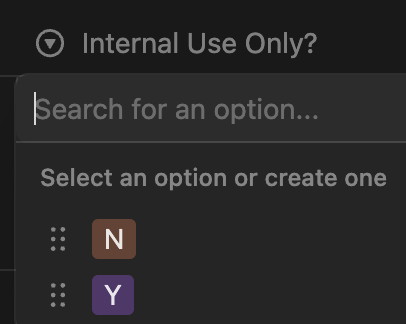 Internal Use Only?
Search for an option...
Select an option or create one
N
Y